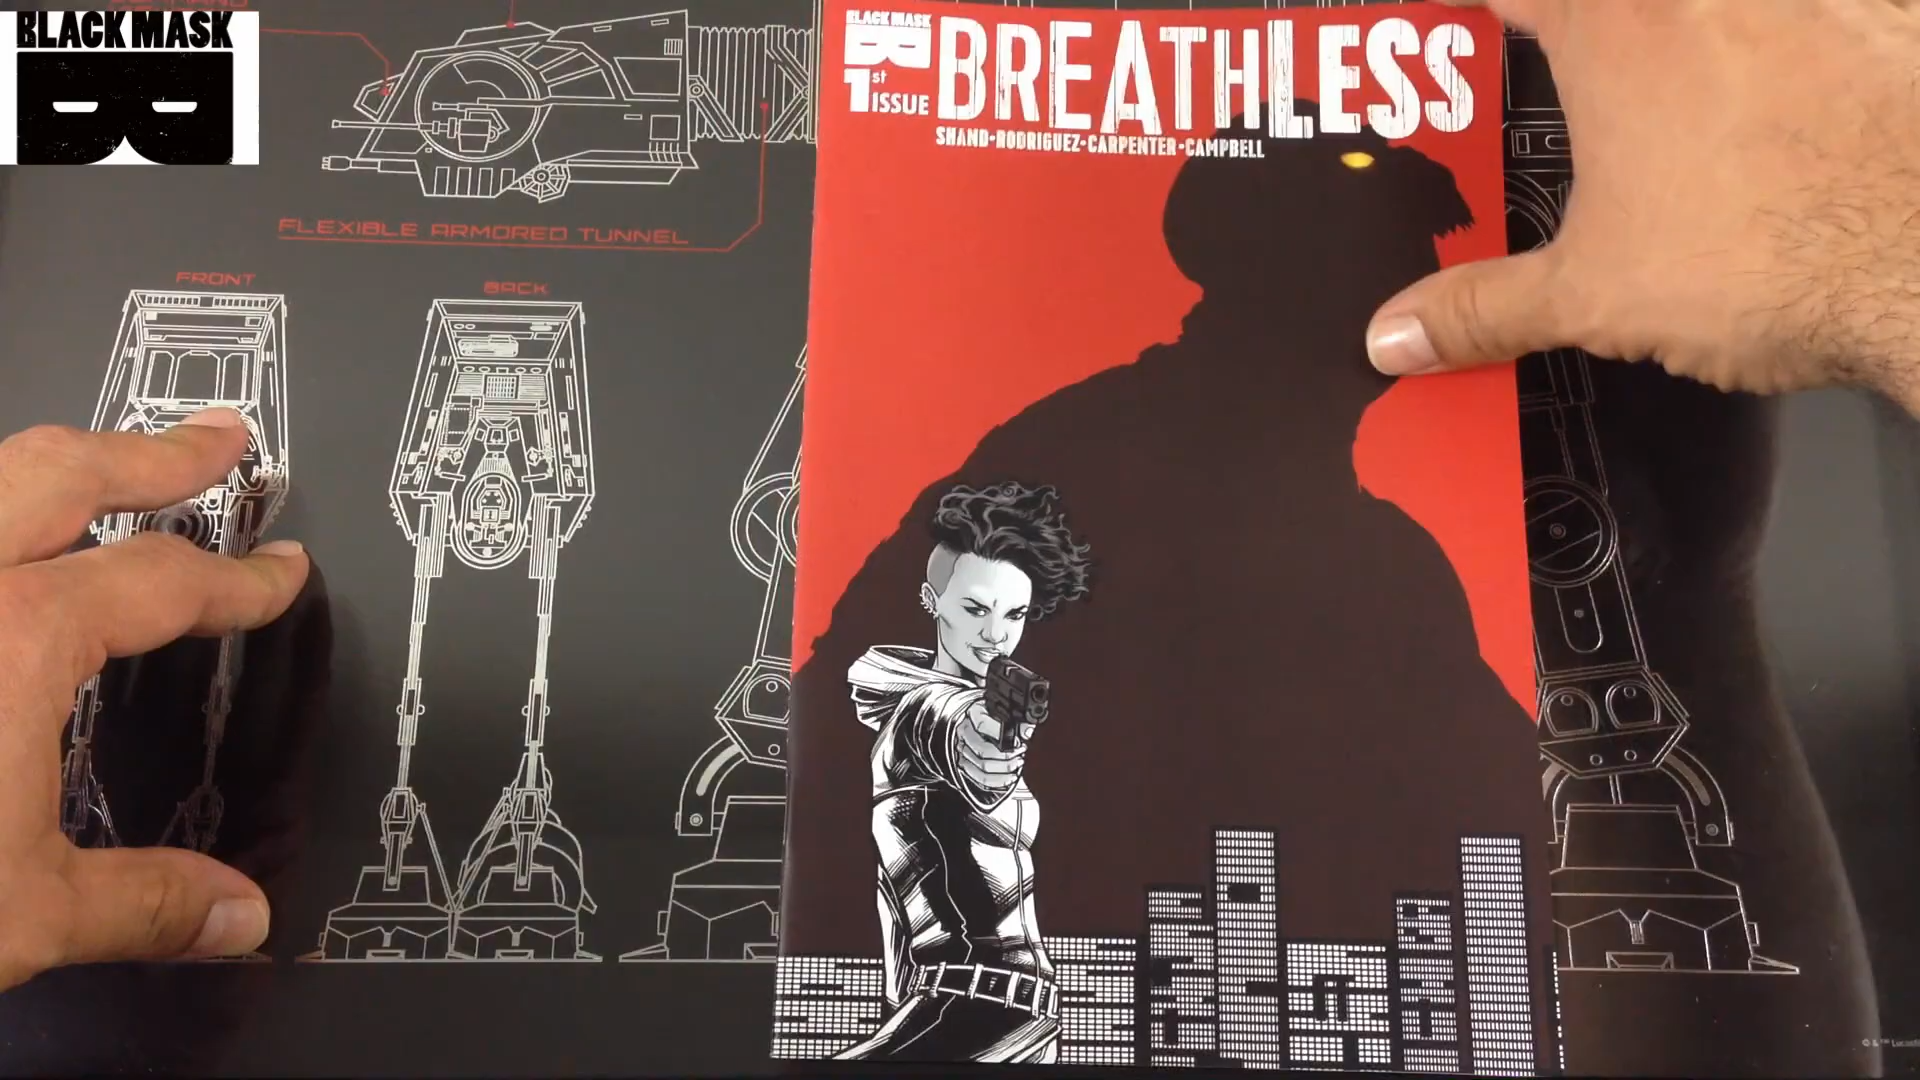 BLACK MASK
FLEXIBLE ARMORED TUNNEL
FRONT
BACK
BLACK MASK
1st ISSUE
BREATHLESS
SHAND-RODRIGUEZ-CARPENTER-CAMPBELL